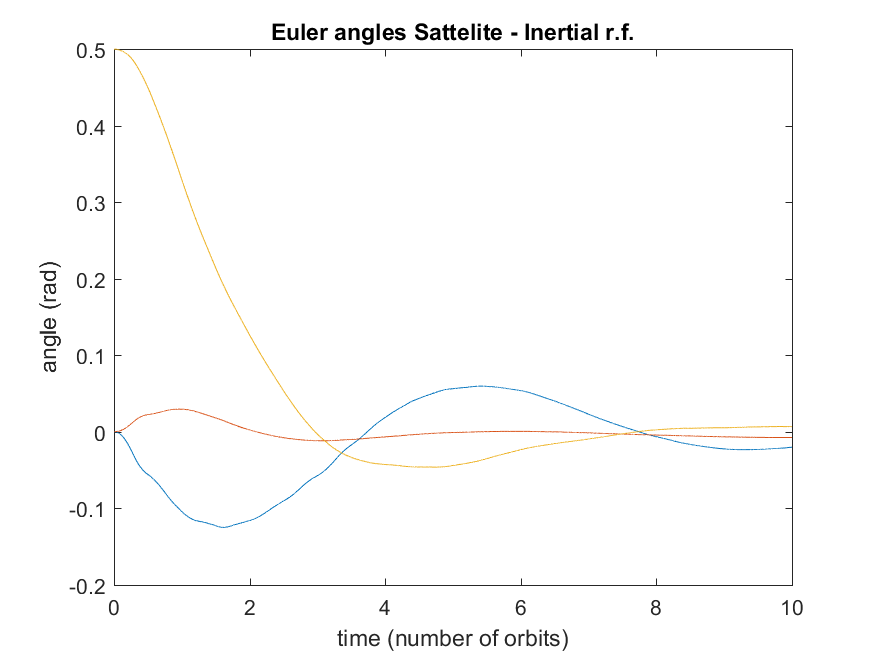 Euler angles Sattelite - Inertial r.f.
0.5
0.4
0.3
0.2
0.1
0
-0.1
-0.2
angle (rad)
0 2 4 6 8 10
time (number of orbits)